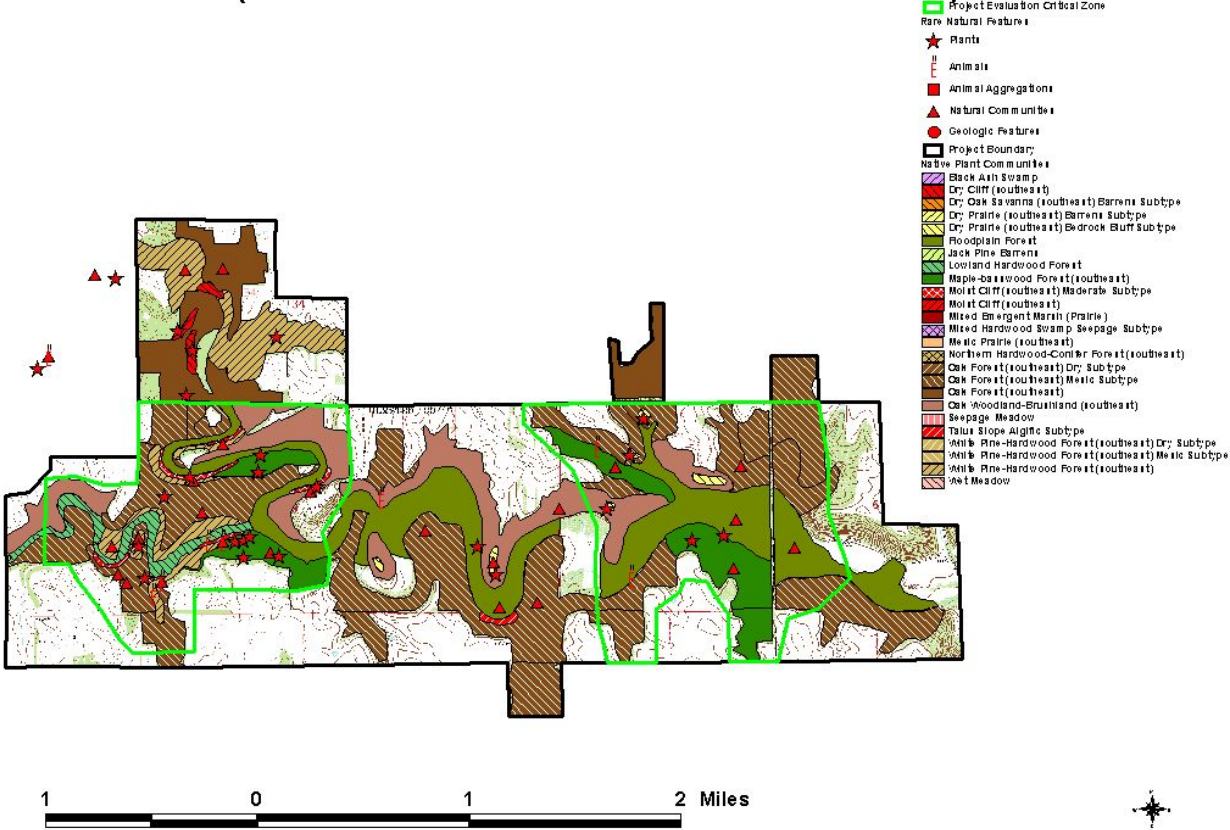 Project Evaluation Critical Zone
Rare Natural Features
Plants
Animals
Animal Aggregations
Natural Communities
Geologic Features
Project Boundary
Native Plant Communities
Black Ash Swamp
Dry Cliff (southeast)
Dry Oak Savanna (southeast) Barrens Subtype
Dry Prairie (southeast) Barrens Subtype
Dry Prairie (southeast) Bedrock Bluff Subtype
Floodplain Forest
Jack Pine Barrens
Lowland Hardwood Forest
Maple-basswood Forest (southeast)
Moist Cliff (southeast) Maderate Subtype
Moist Cliff (southeast)
Mixed Emergent Marsh (Prairie)
Mixed Hardwood Swamp Seepage Subtype
Mesic Prairie (southeast)
Northern Hardwood-Conifer Forest (southeast)
Oak Forest (southeast) Dry Subtype
Oak Forest (southeast) Mesic Subtype
Oak Forest (southeast)
Oak Woodland-Brushland (southeast)
Seepage Meadow
Talus Slope Algific Subtype
White Pine-Hardwood Forest (southeast) Dry Subtype
White Pine-Hardwood Forest (southeast) Mesic Subtype
White Pine-Hardwood Forest (southeast)
Wet Meadow
34
6
1 0 1 2 Miles